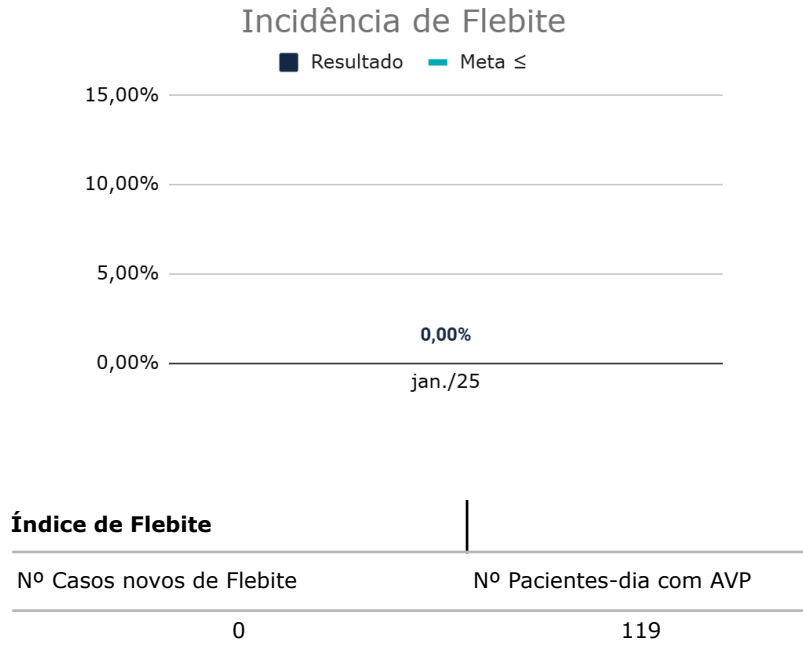 Incidência de Flebite
Resultado Meta ≤
15,00%
10,00%
5,00%
0,00%
0,00%
jan./25
Índice de Flebite
Nº Casos novos de Flebite Nº Pacientes-dia com AVP
0 119